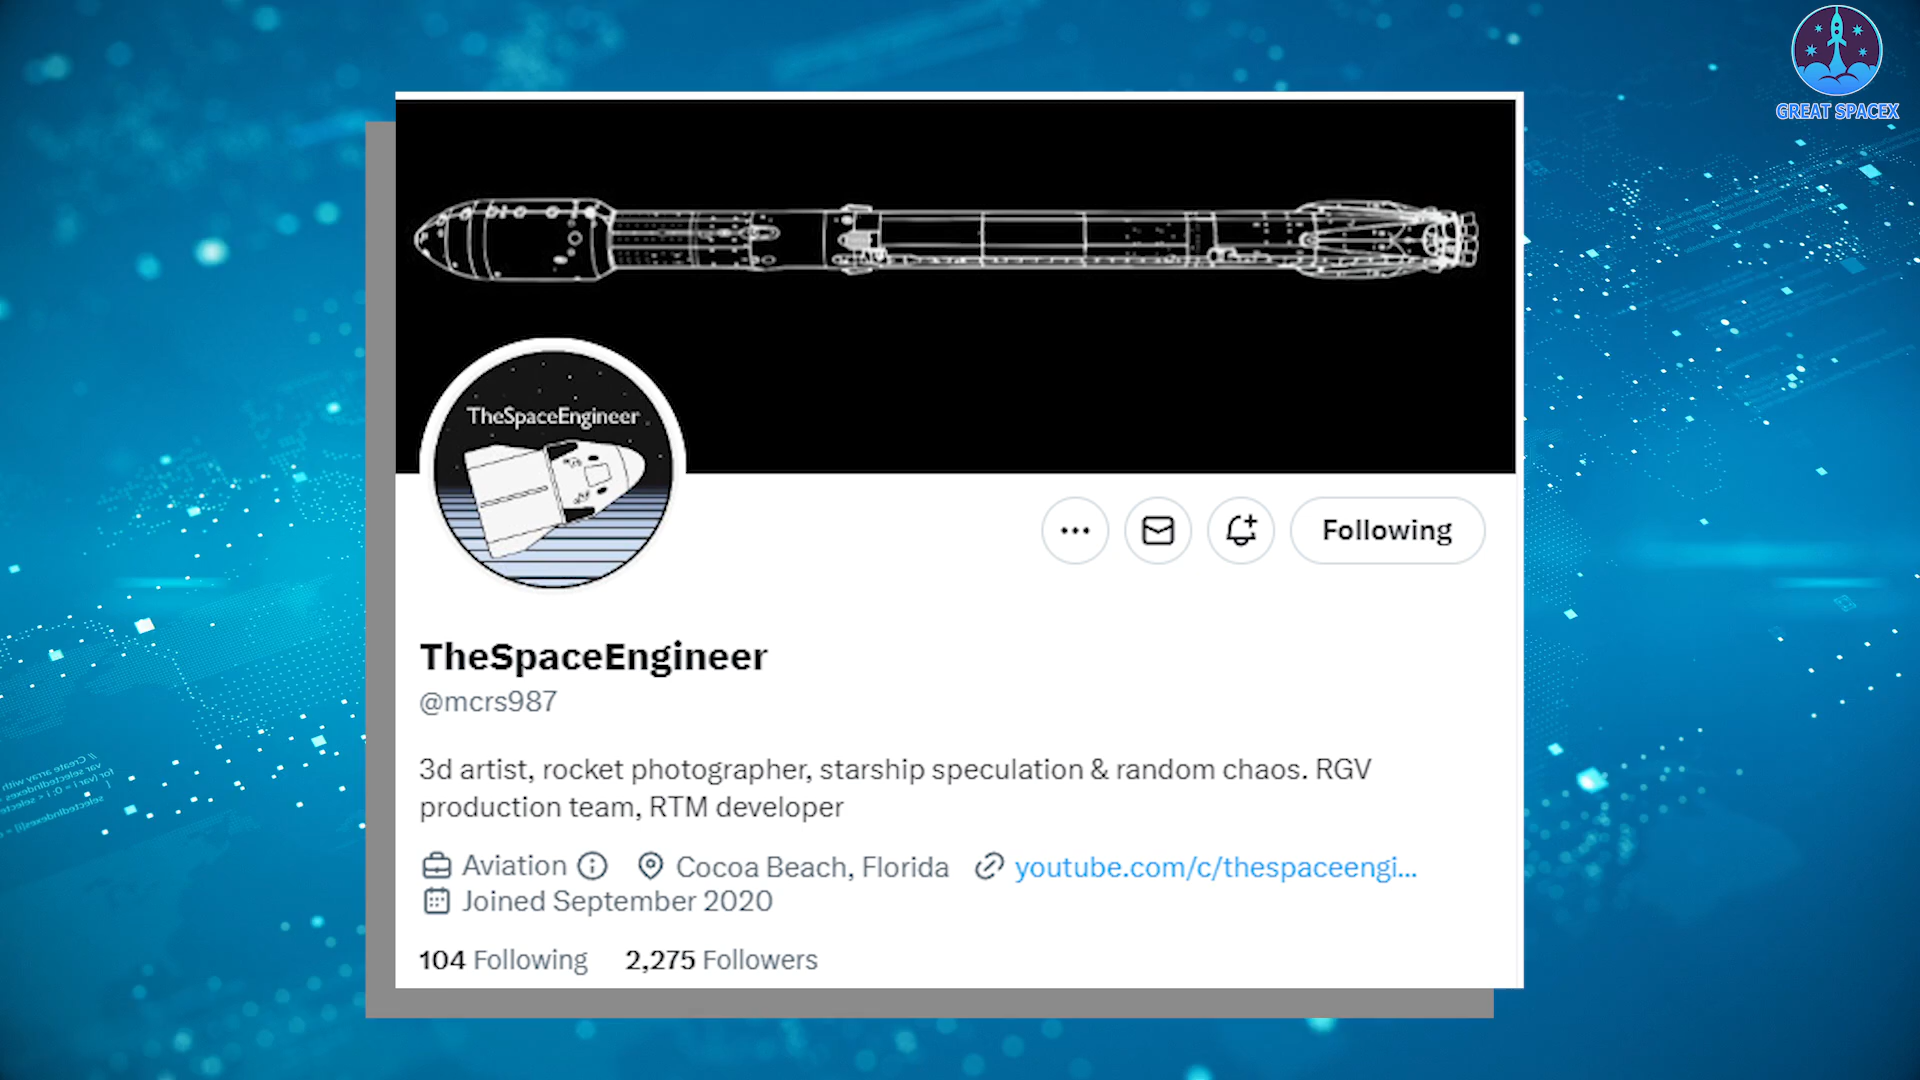 GREAT SPACEX
TheSpaceEngineer
Following
TheSpaceEngineer
@mcrs987
3d artist, rocket photographer, starship speculation & random chaos. RGV
production team, RTM developer
Aviation
Cocoa Beach, Florida
youtube.com/c/thespaceengi...
Joined September 2020
104 Following
2,275 Followers